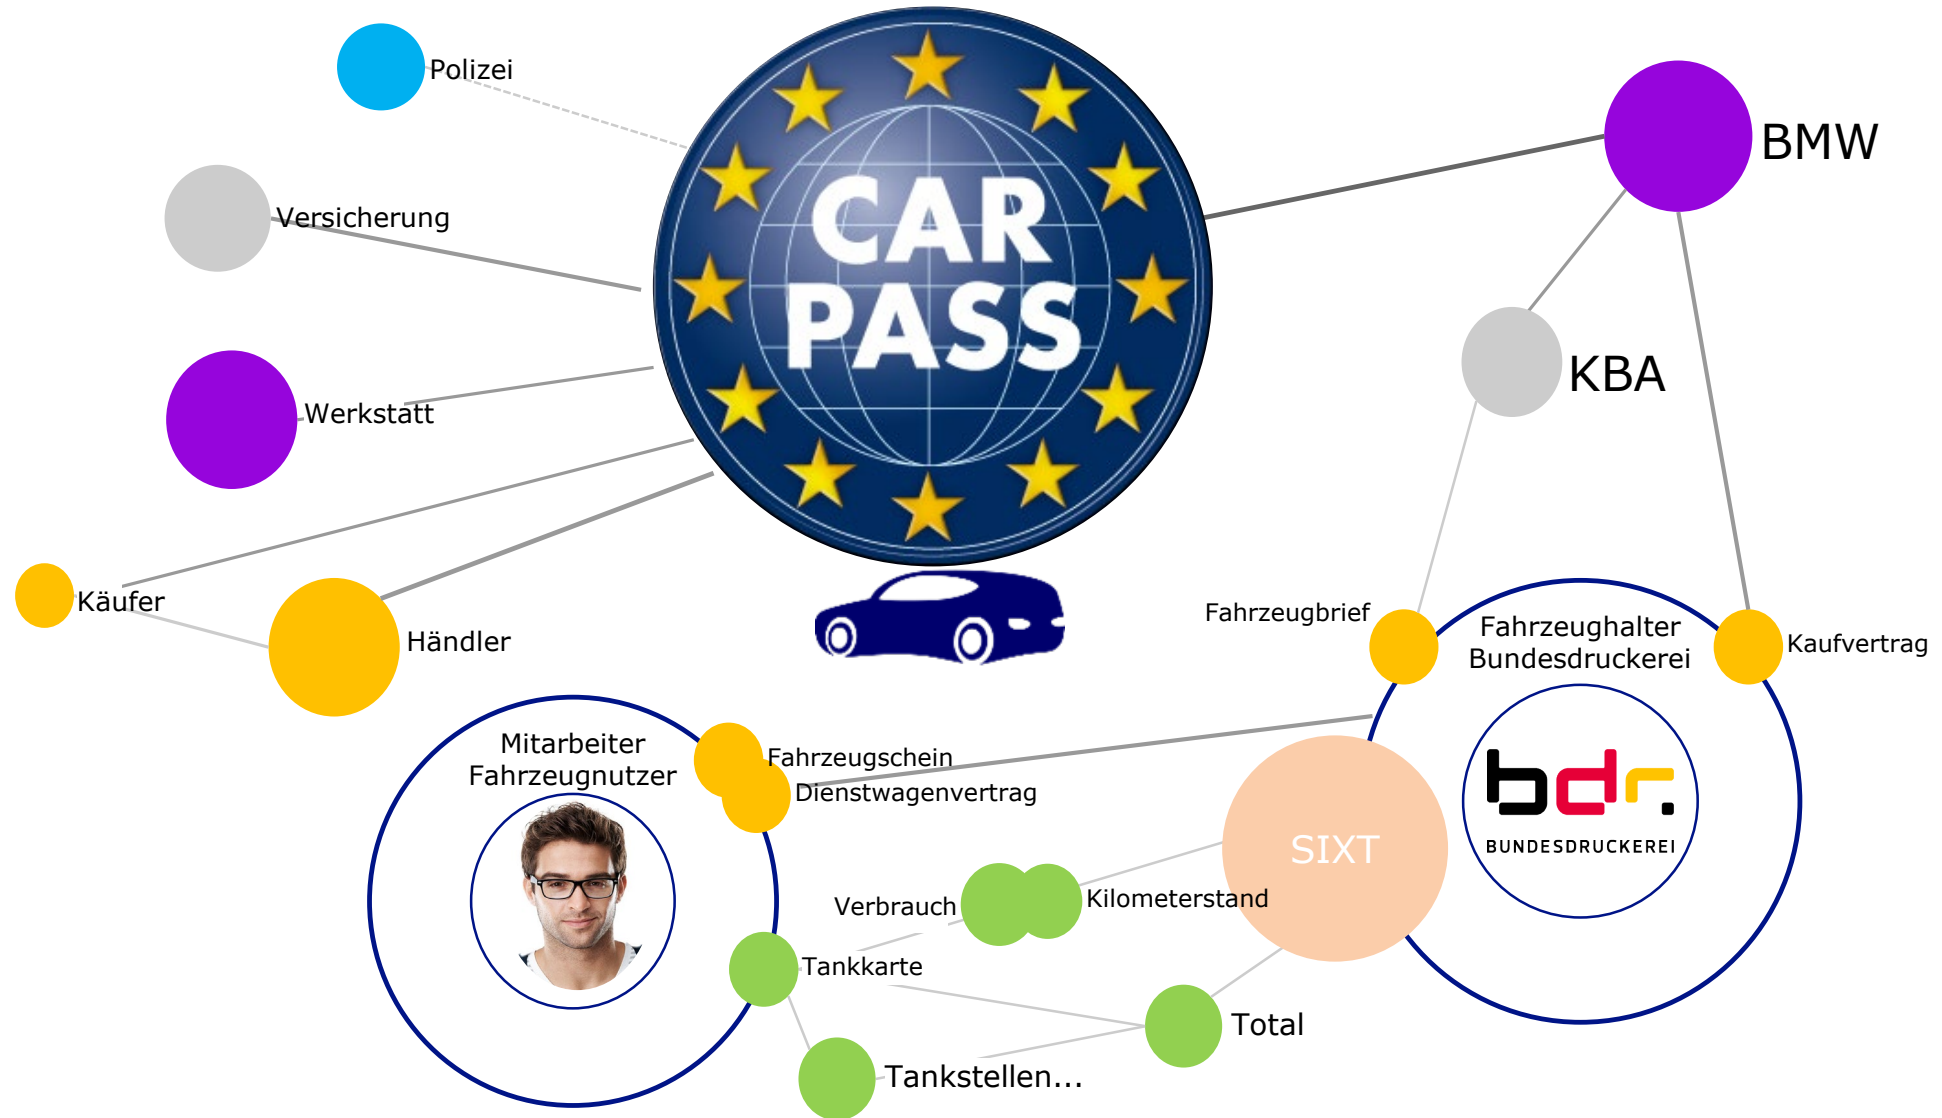 Polizei
CAR
PASS
BMW
Versicherung
KBA
Werkstatt
Käufer
Händler
Fahrzeugbrief
Fahrzeughalter
Bundesdruckerei
Kaufvertrag
Mitarbeiter
Fahrzeugnutzer
Fahrzeugschein
Dienstwagenvertrag
bdr.
BUNDESDRUCKEREI
SIXT
Verbrauch
Kilometerstand
Tankkarte
Total
Tankstellen...